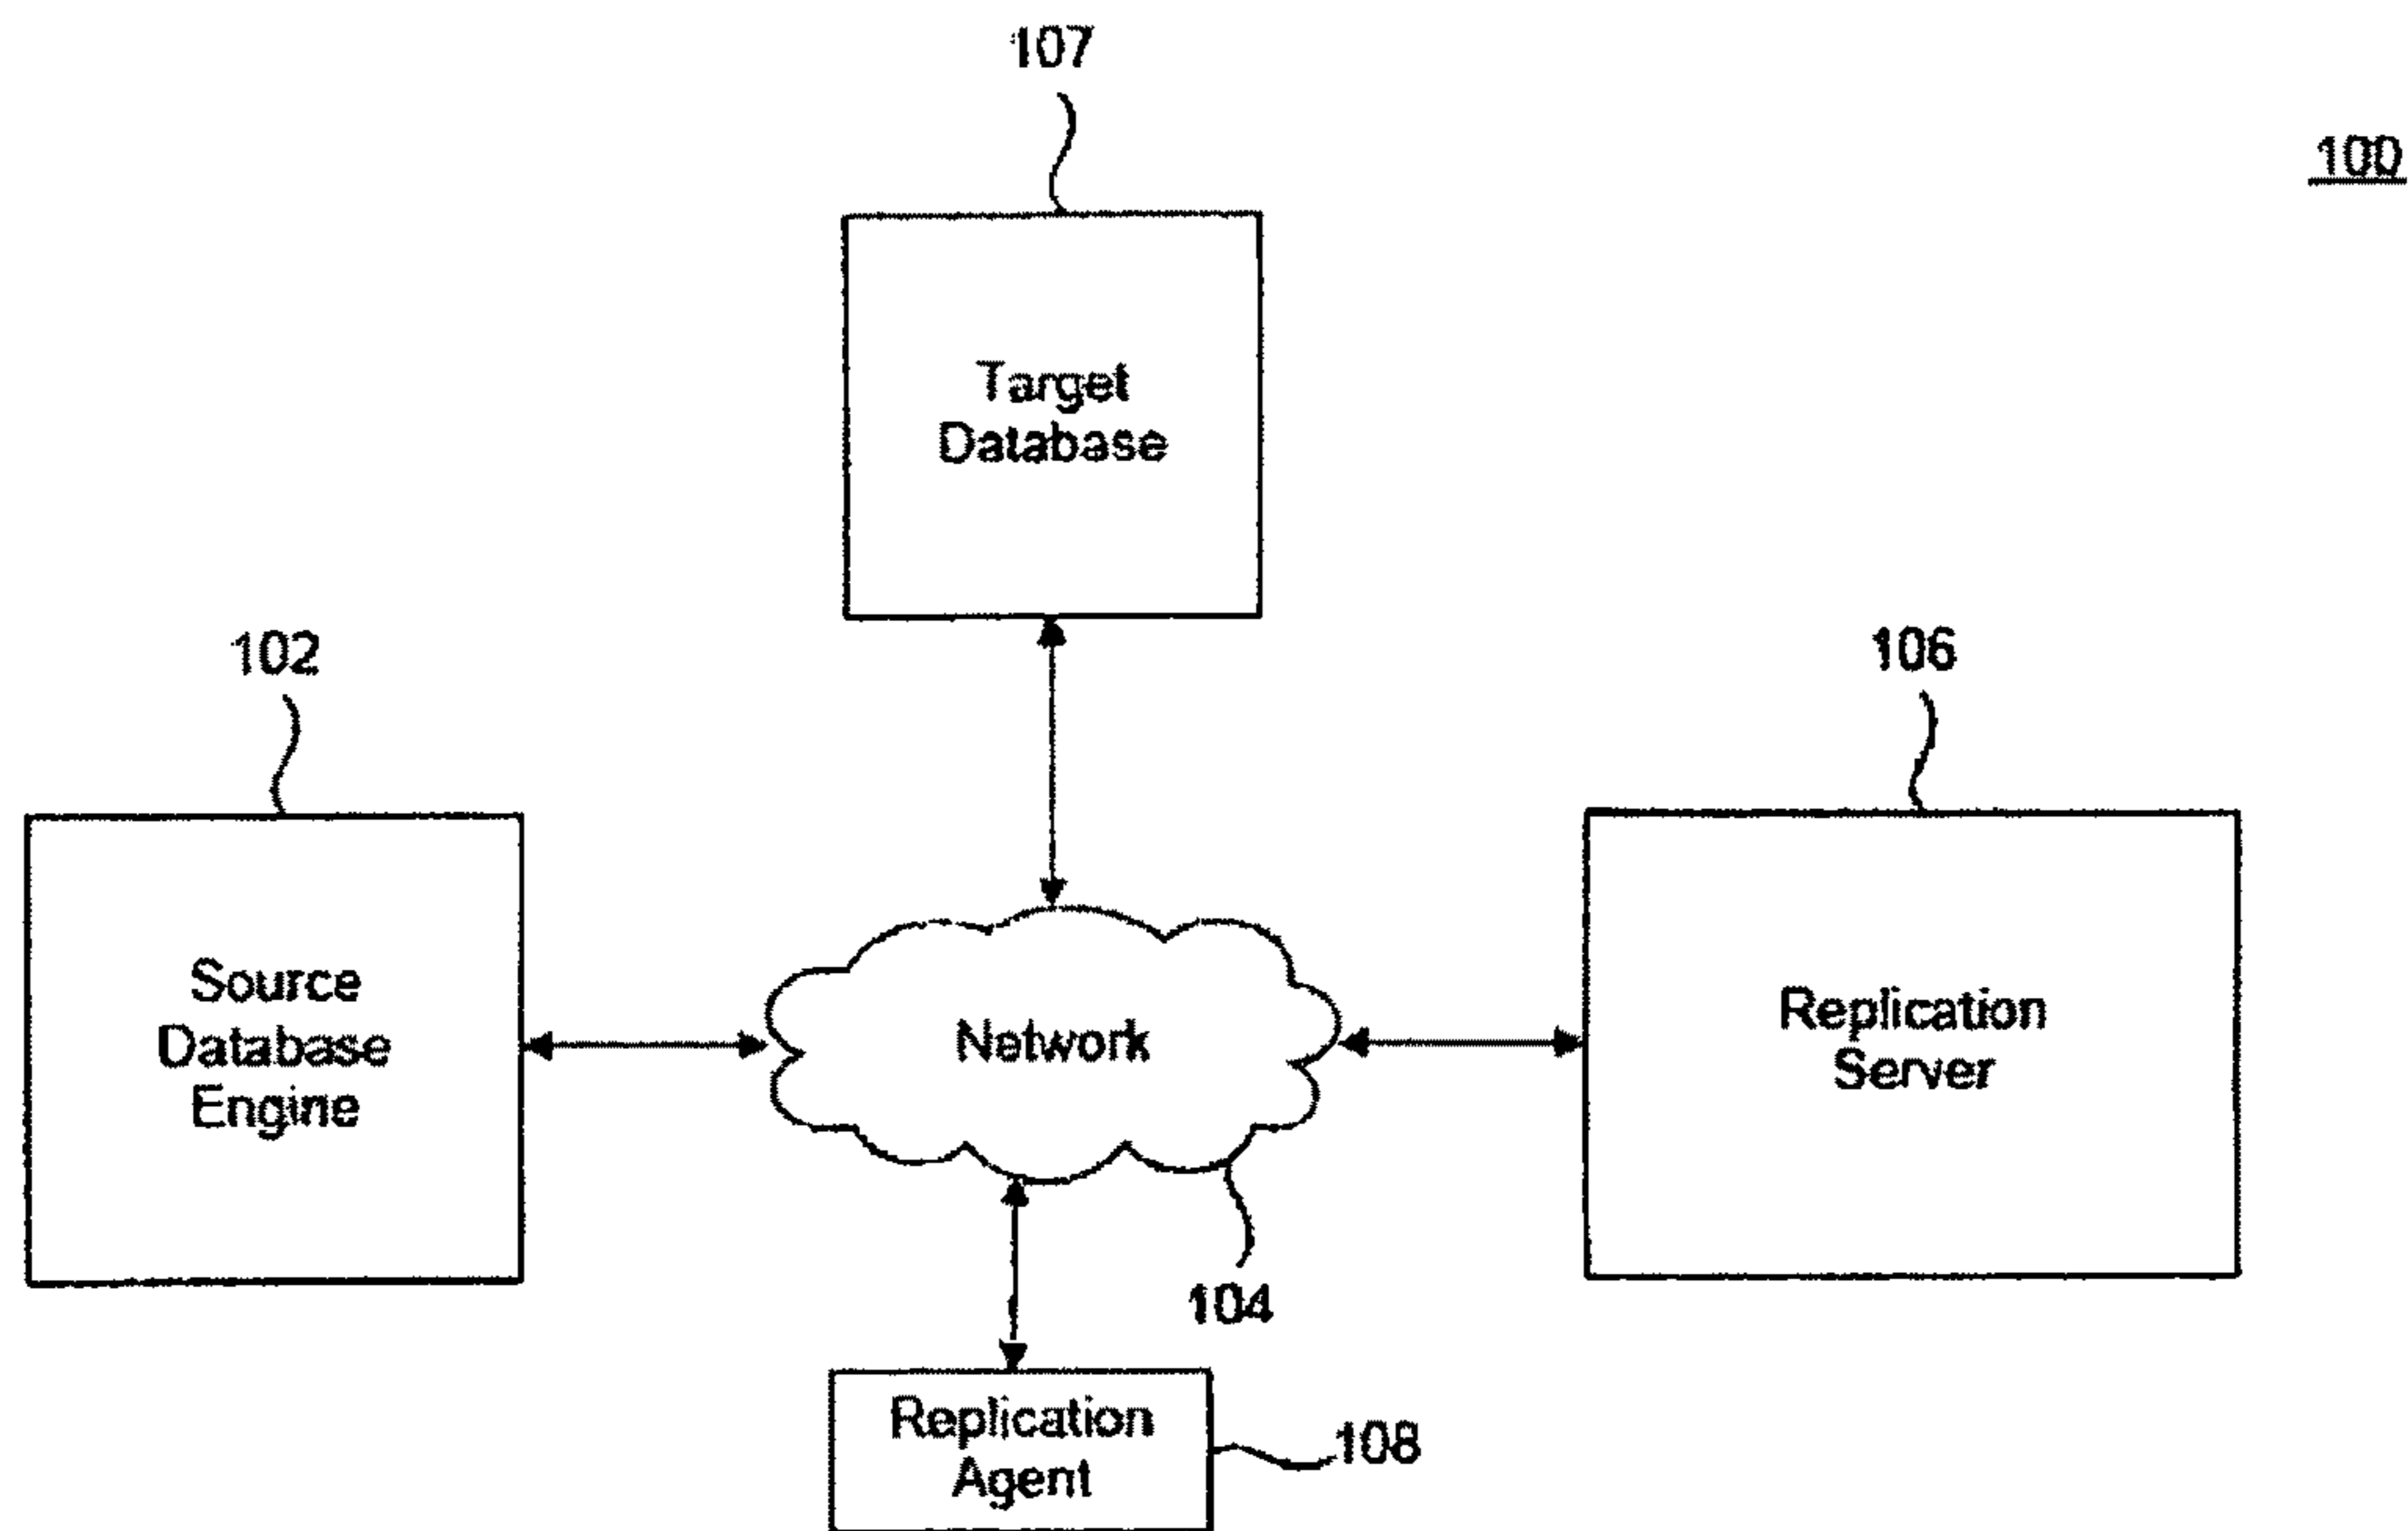 107
100
Target
Database
102
106
Source
Database
Engine
Network
Replication
Server
104
Replication
Agent
108